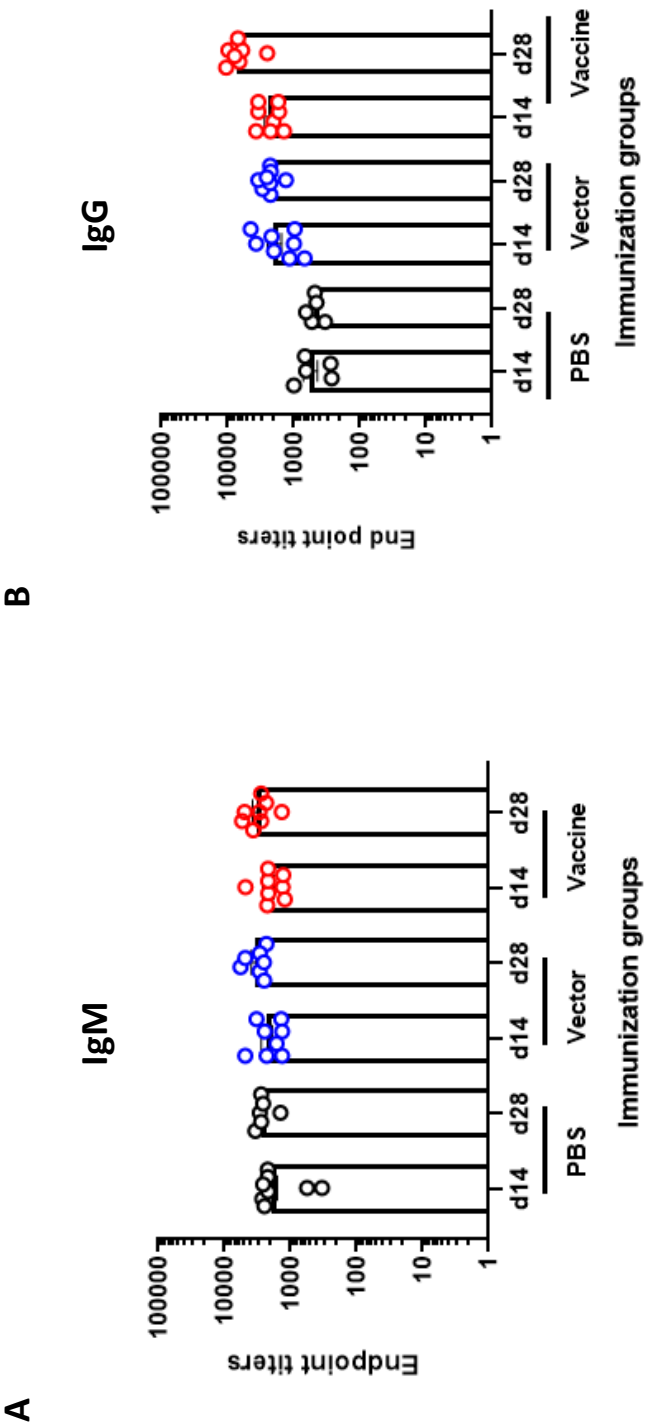 A
IgM
Endpoint titers
100000
10000
1000
100
10
1
d14
d28
d14
d28
d14
d28
PBS
Vector
Vaccine
Immunization groups
B
IgG
End point titers
100000
10000
1000
100
10
1
d14
d28
d14
d28
d14
d28
PBS
Vector
Vaccine
Immunization groups